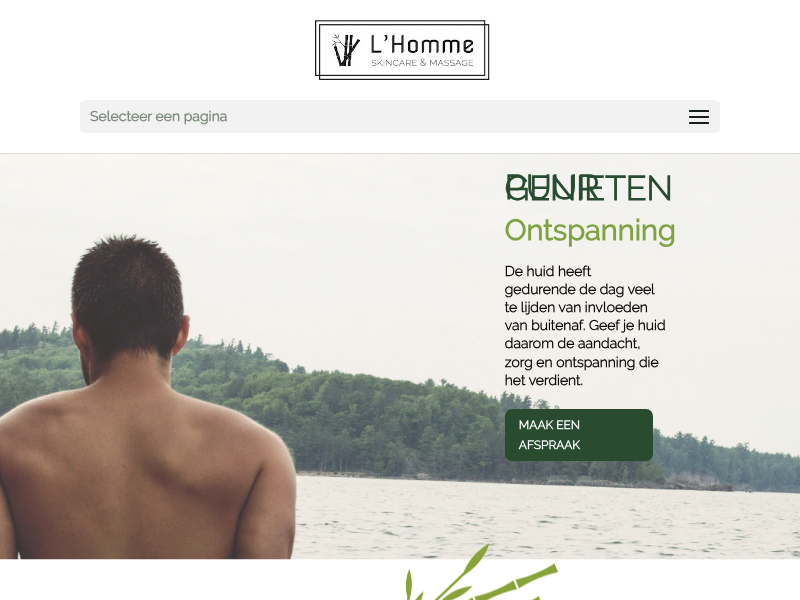 L'Homme
SKINCARE & MASSAGE
Selecteer een pagina
PUUR
GENIETEN
Ontspanning
De huid heeft
gedurende de dag veel
te lijden van invloeden
van buitenaf. Geef je huid
daarom de aandacht,
zorg en ontspanning die
het verdient.
MAAK EEN
AFSPRAAK